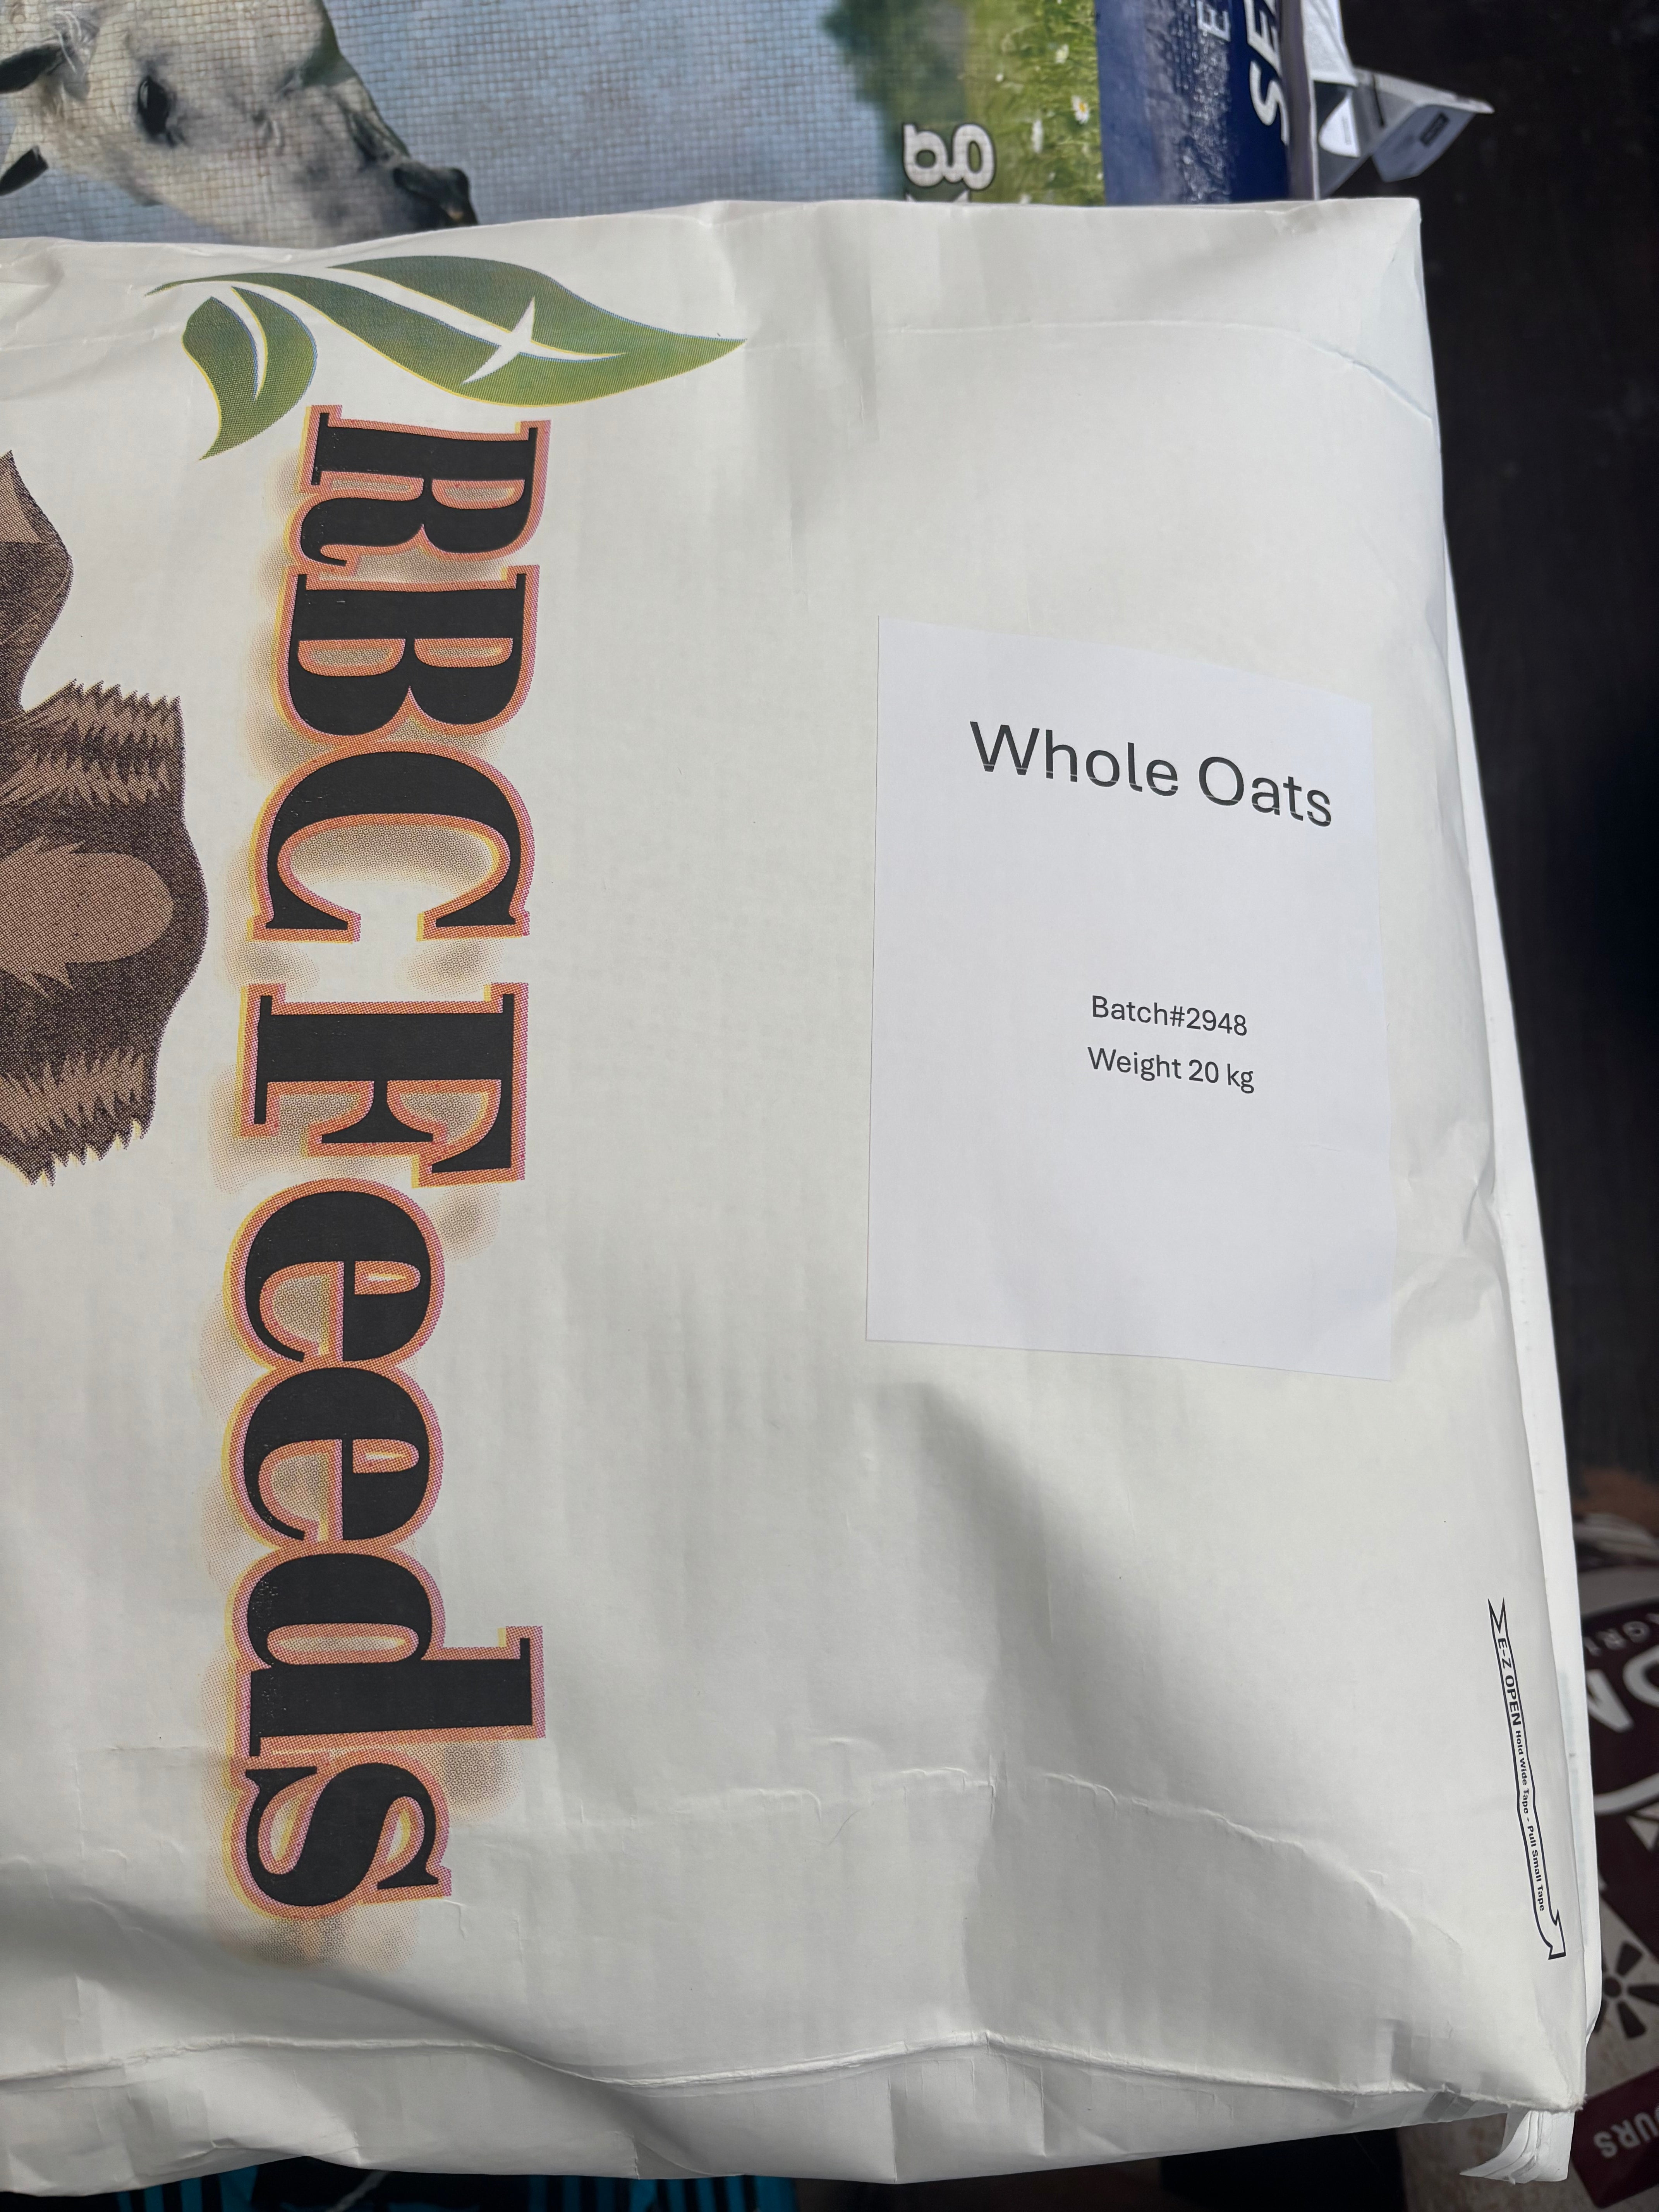 RBC Feeds
Whole Oats
Batch#2948
Weight 20 kg
E-Z OPEN Hold Wide Tape - Pull Small Tape